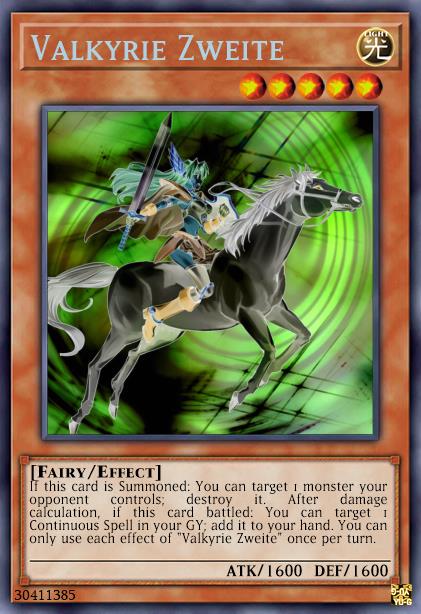 Valkyrie Zweite
LIGHT
光
[Fairy/Effect]
If this card is Summoned: You can target 1 monster your
opponent controls; destroy it. After damage
calculation, if this card battled: You can target 1
Continuous Spell in your GY; add it to your hand. You can
only use each effect of "Valkyrie Zweite" once per turn.
ATK/1600 DEF/1600
30411385